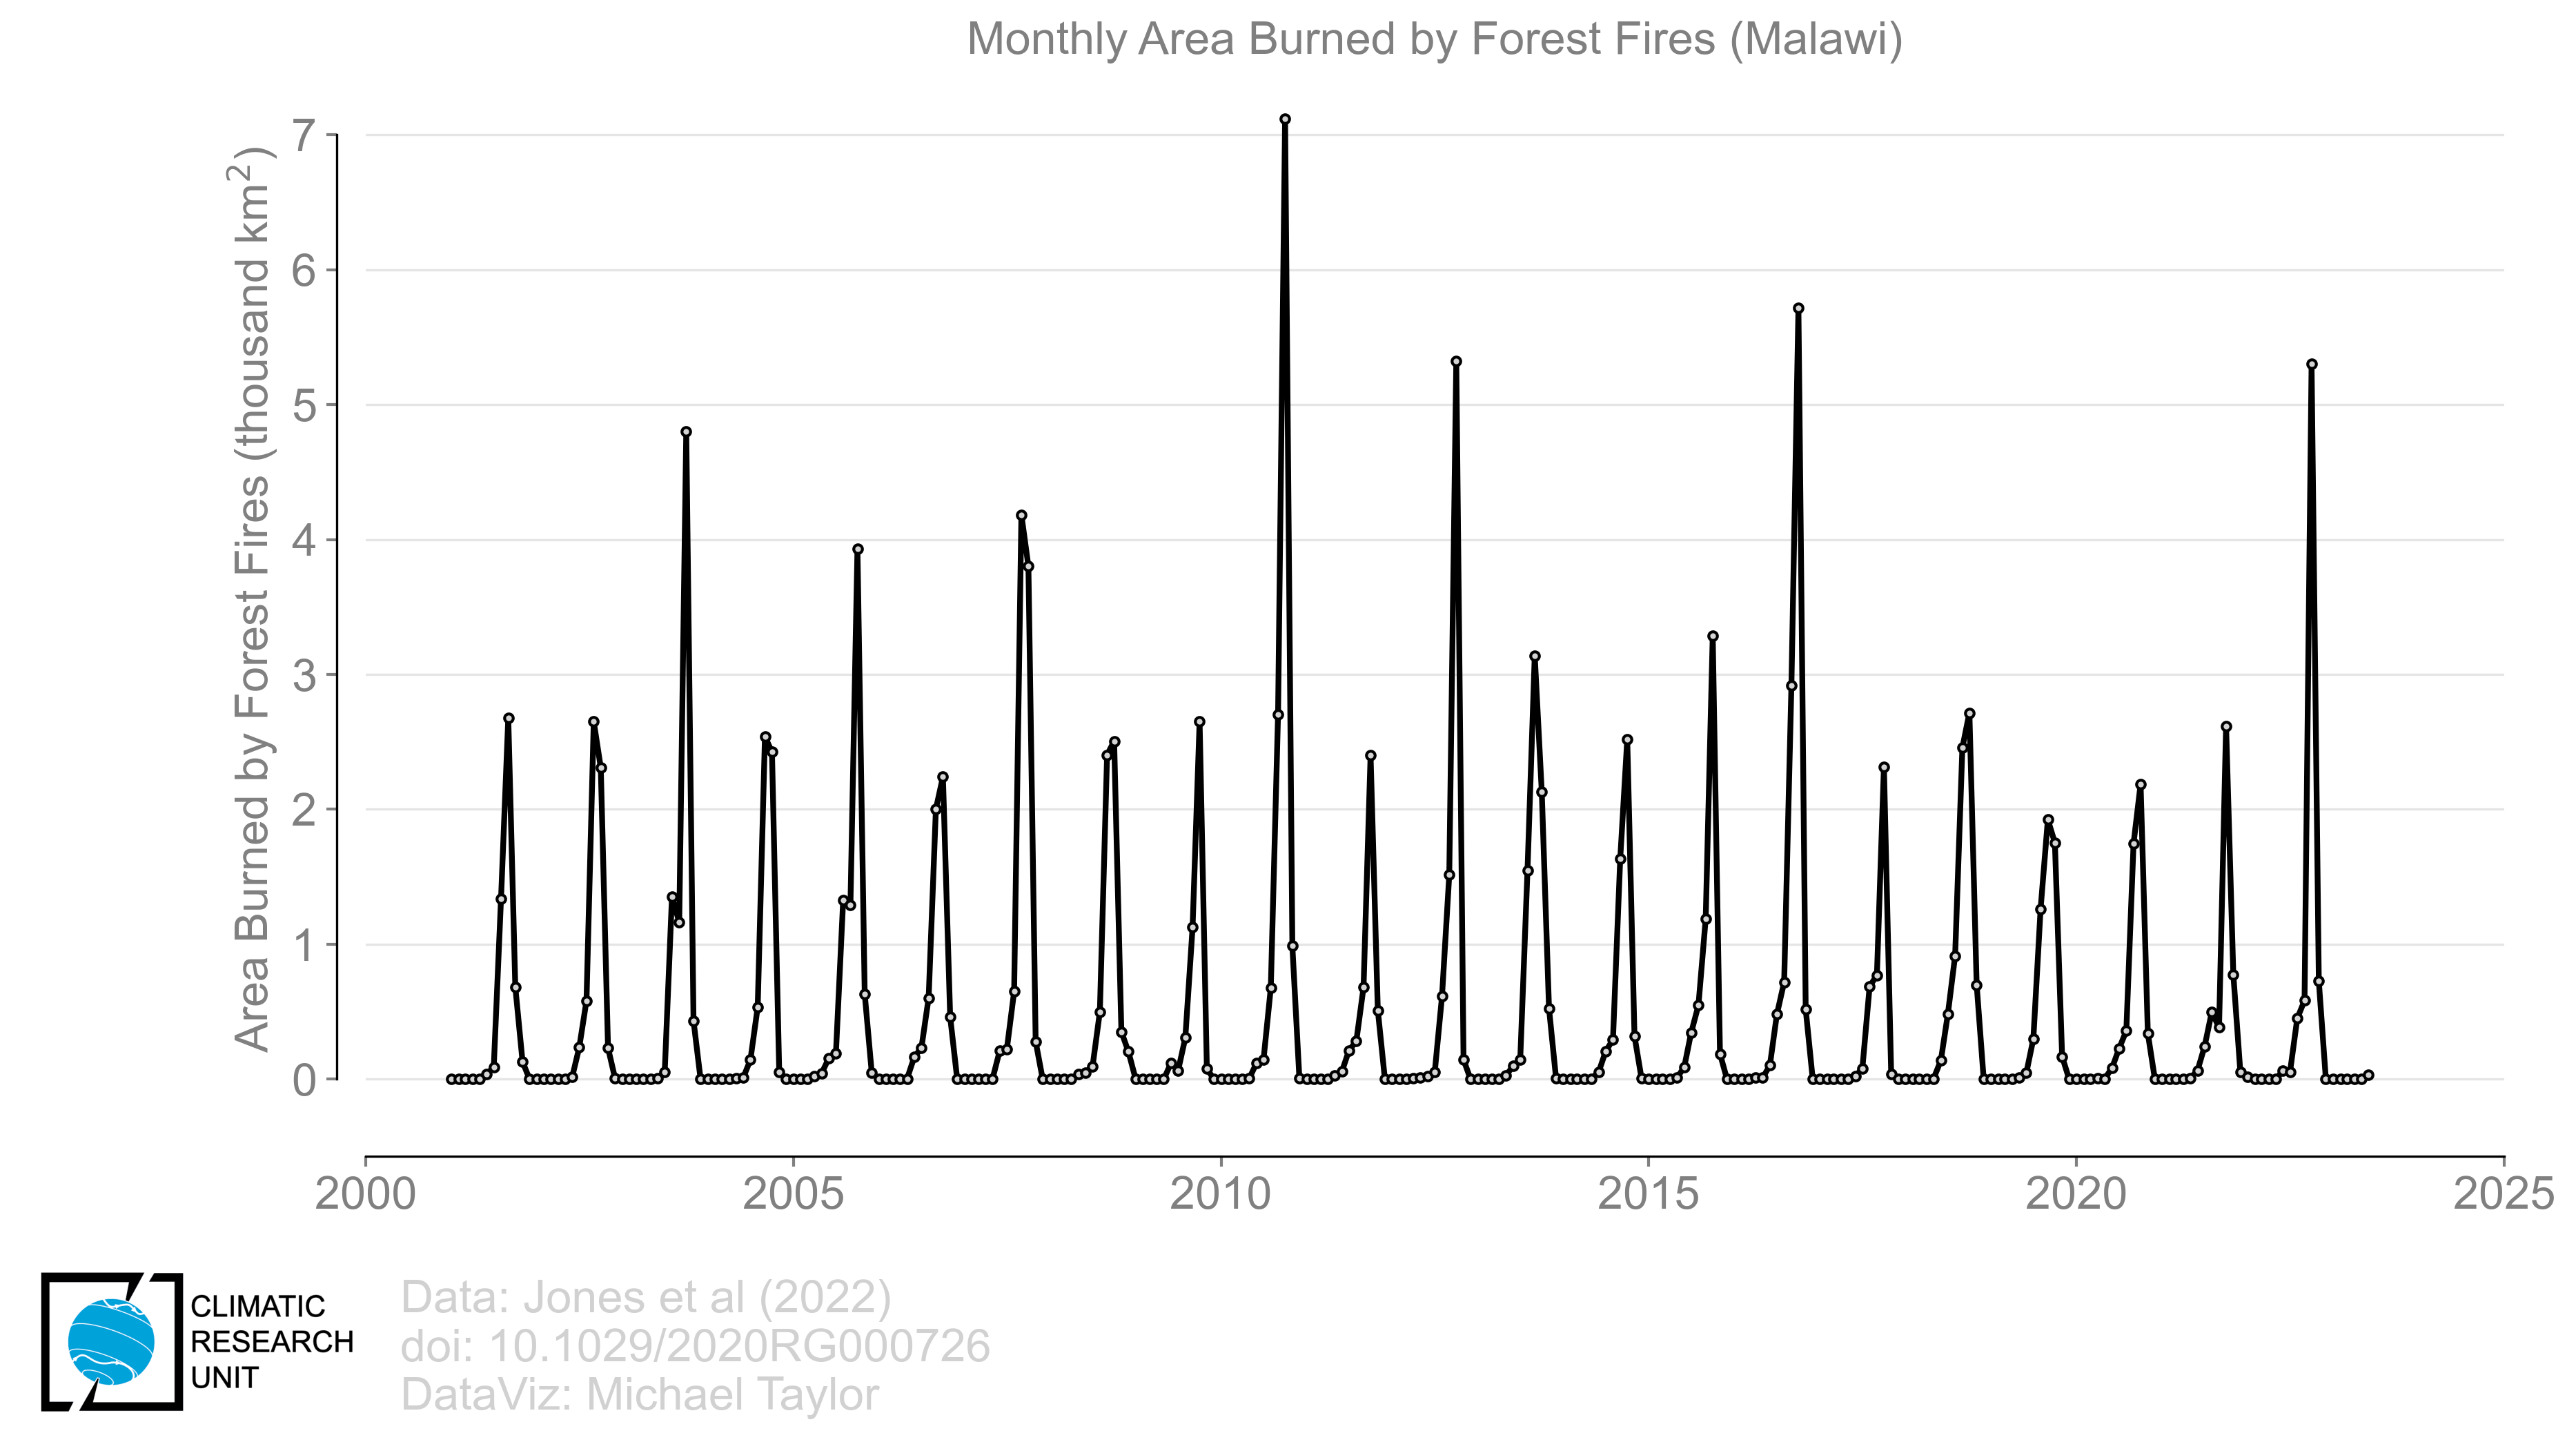 Monthly Area Burned by Forest Fires (Malawi)
Area Burned by Forest Fires (thousand km²)
7
6
5
4
3
2
1
0
2000
2005
2010
2015
2020
2025
CLIMATIC
RESEARCH
UNIT
Data: Jones et al (2022)
doi: 10.1029/2020RG000726
DataViz: Michael Taylor